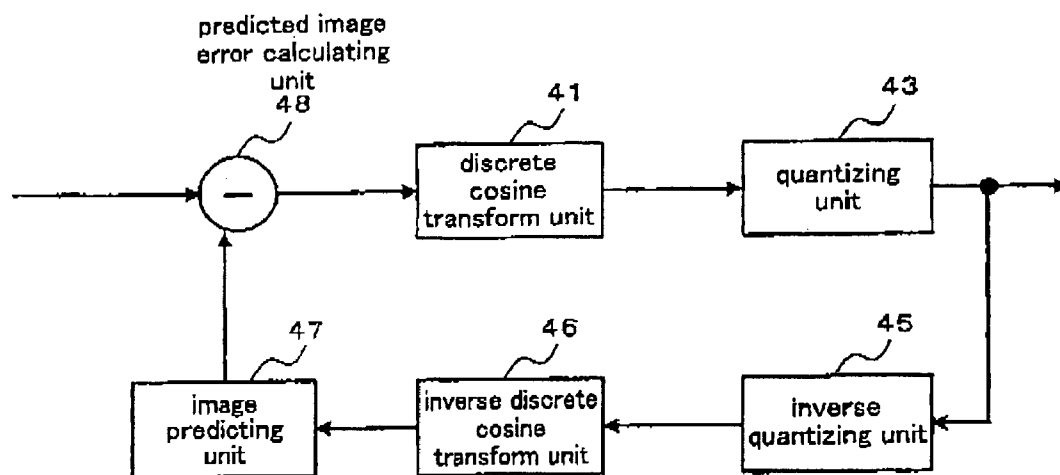 predicted image
error calculating
unit
48
41
43
−
discrete
cosine
transform unit
quantizing
unit
47
46
45
image
predicting
unit
inverse discrete
cosine
transform unit
inverse
quantizing unit